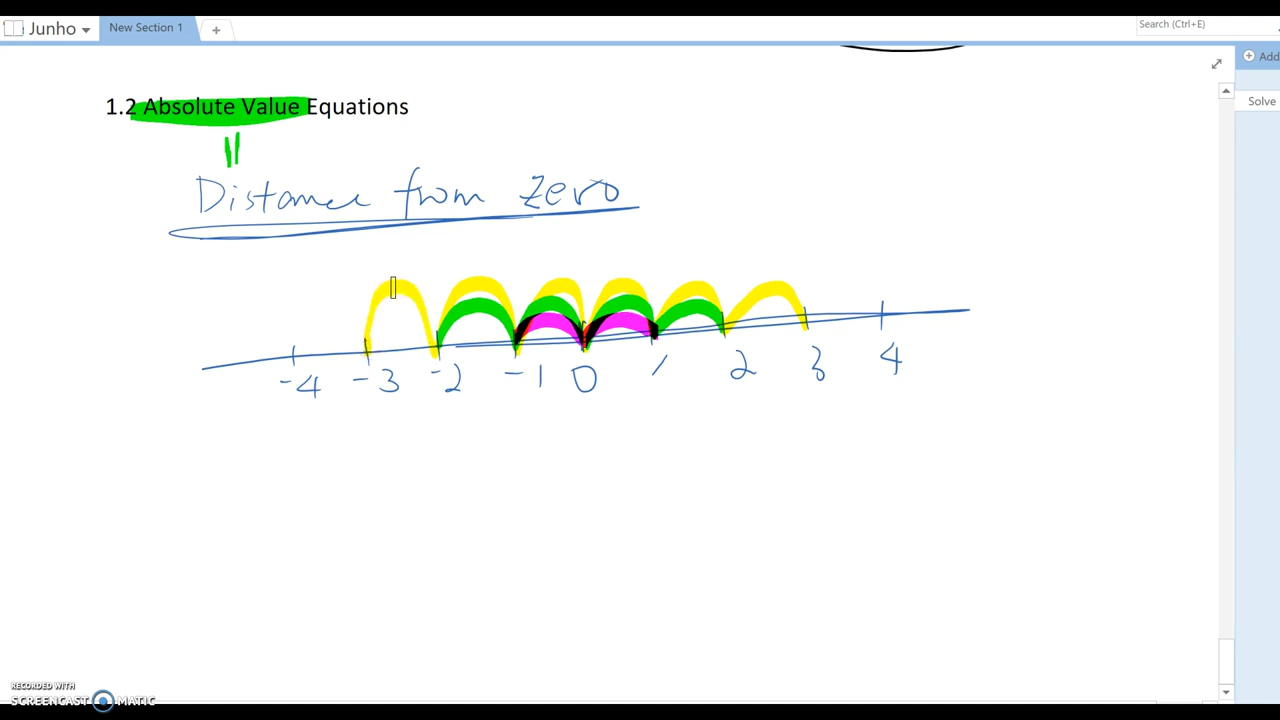 Junho
New Section 1
+
Search (Ctrl+E)
Add
1.2 Absolute Value Equations
Solve
Distance from zero
-4 -3 -2 -1 0 1 2 3 4
RECORDED WITH
SCREENCAST MATIC